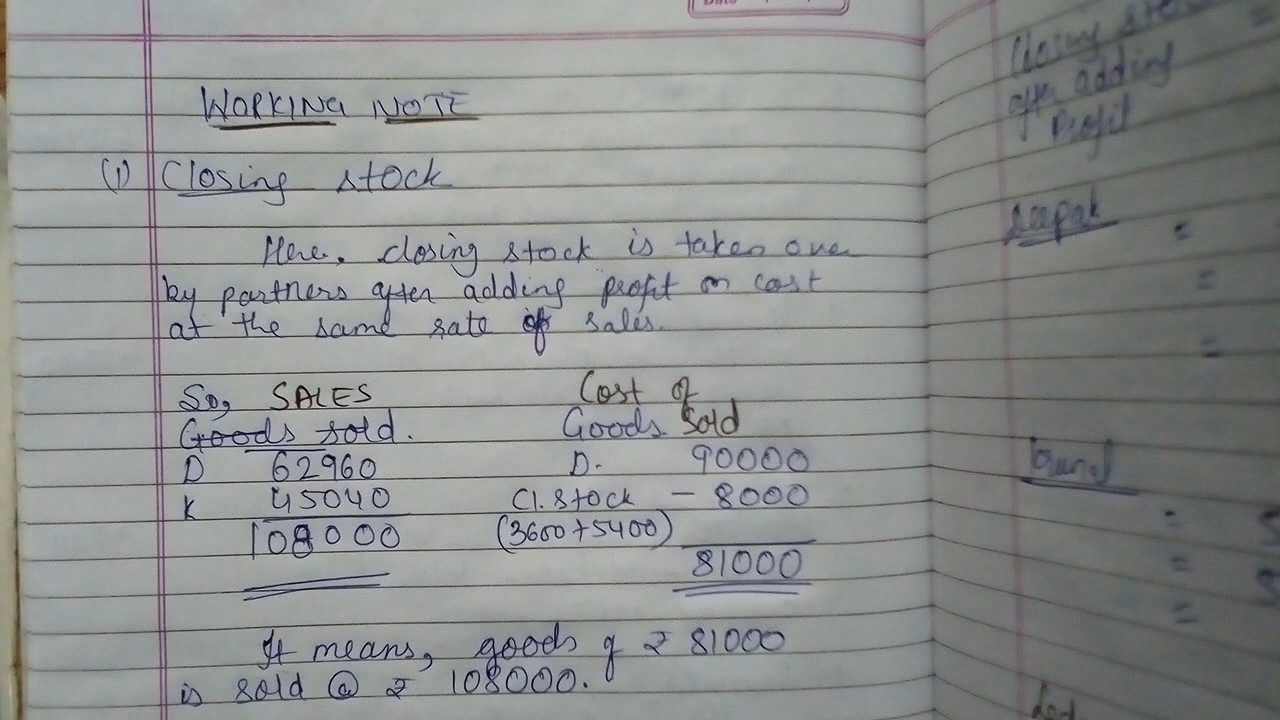 WORKING NOTE
(1) Closing stock
Here, closing stock is taken over
by partners after adding profit on cost
at the same rate of sales.
So, SALES Cost of
Goods sold. Goods Sold
D 62960 D. 90000
K 45040 Cl. stock - 8000
108000 (3600+5400)
81000
It means, goods of ₹ 81000
is sold @ ₹ 108000.
Closing stock
after adding
Profit
=
Deepak
=
=
=
=
=
=